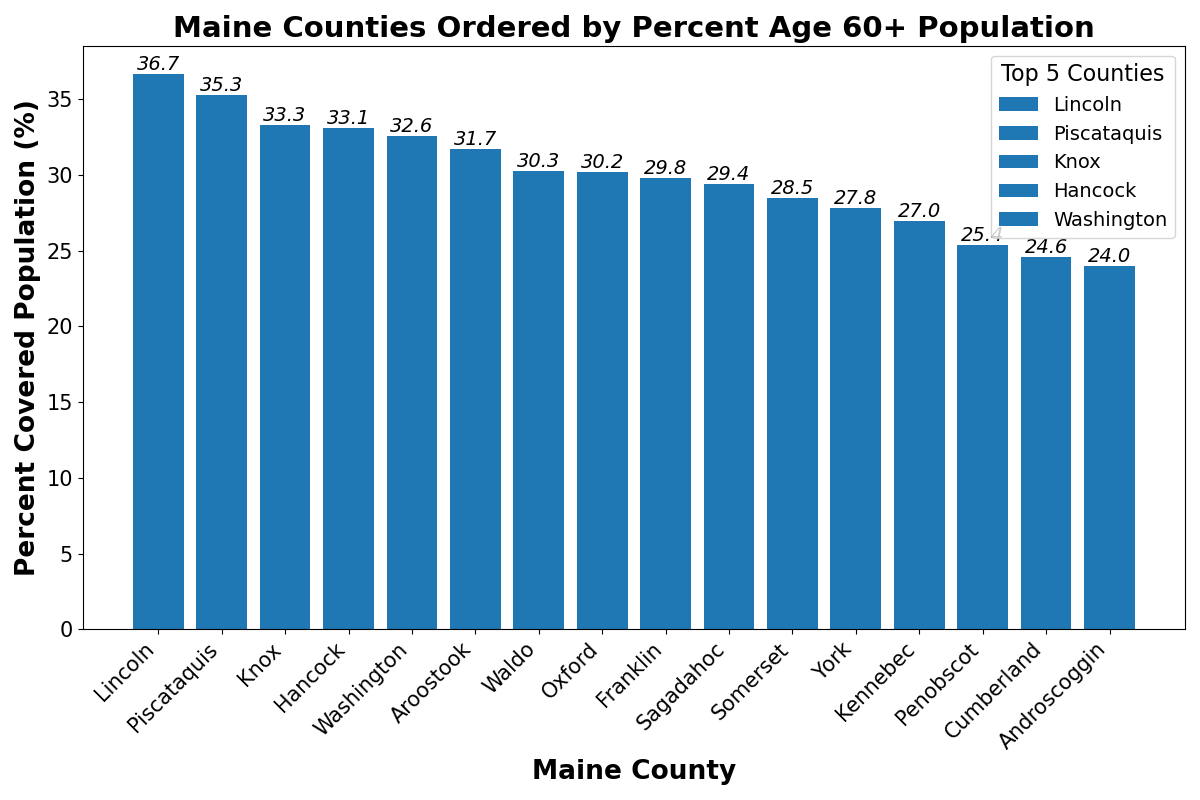 Maine Counties Ordered by Percent Age 60+ Population
Percent Covered Population (%)
35
30
25
20
15
10
5
0
36.7
35.3
33.3
33.1
32.6
31.7
30.3
30.2
29.8
29.4
28.5
27.8
27.0
25.4
24.6
24.0
Top 5 Counties
Lincoln
Piscataquis
Knox
Hancock
Washington
Lincoln
Piscataquis
Knox
Hancock
Washington
Aroostook
Waldo
Oxford
Franklin
Sagadahoc
Somerset
York
Kennebec
Penobscot
Cumberland
Androscoggin
Maine County